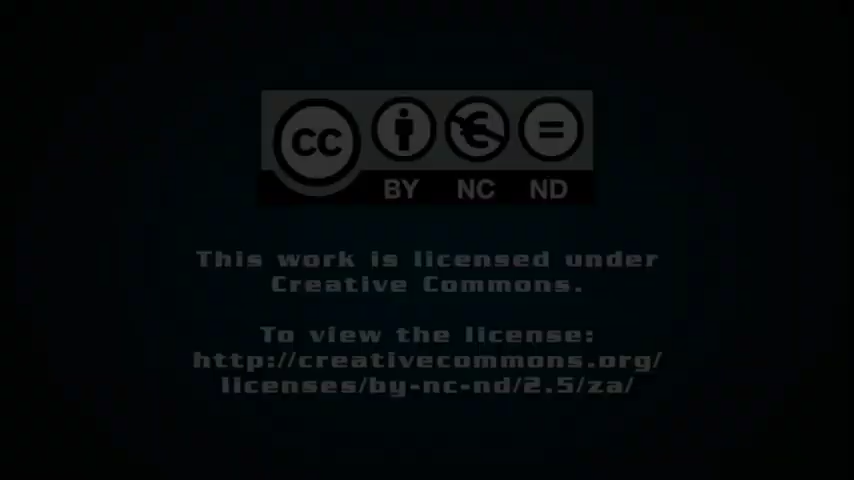 CC
BY NC ND
This work is licensed under
Creative Commons.
To view the license:
http://creativecommons.org/
licenses/by-nc-nd/2.5/za/